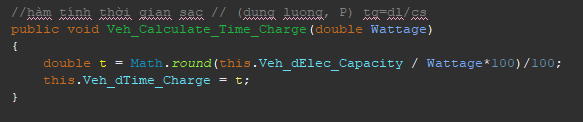 //hàm tính thời gian sạc // (dung luong, P) tg=dl/cs
public void Veh_Calculate_Time_Charge(double Wattage)
{
double t = Math.round(this.Veh_dElec_Capacity / Wattage*100)/100;
this.Veh_dTime_Charge = t;
}